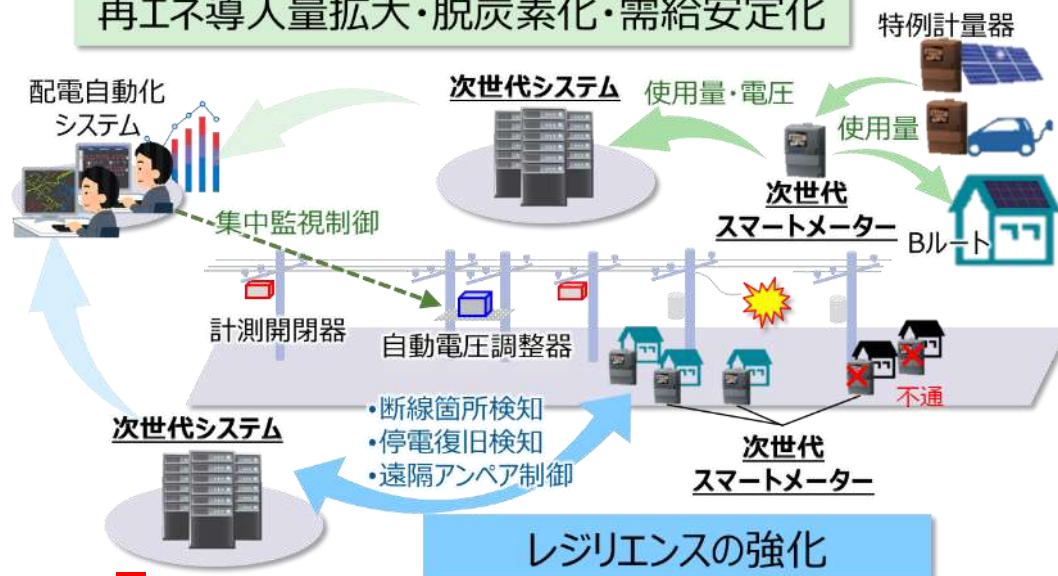 再エネ導入量拡大・脱炭素化・需給安定化
特例計量器
配電自動化
システム
次世代システム
使用量・電圧
使用量
次世代
スマートメーター
Bルート
集中監視制御
計測開閉器
自動電圧調整器
不通
・断線箇所検知
・停電復旧検知
・遠隔アンペア制御
次世代システム
次世代
スマートメーター
レジリエンスの強化